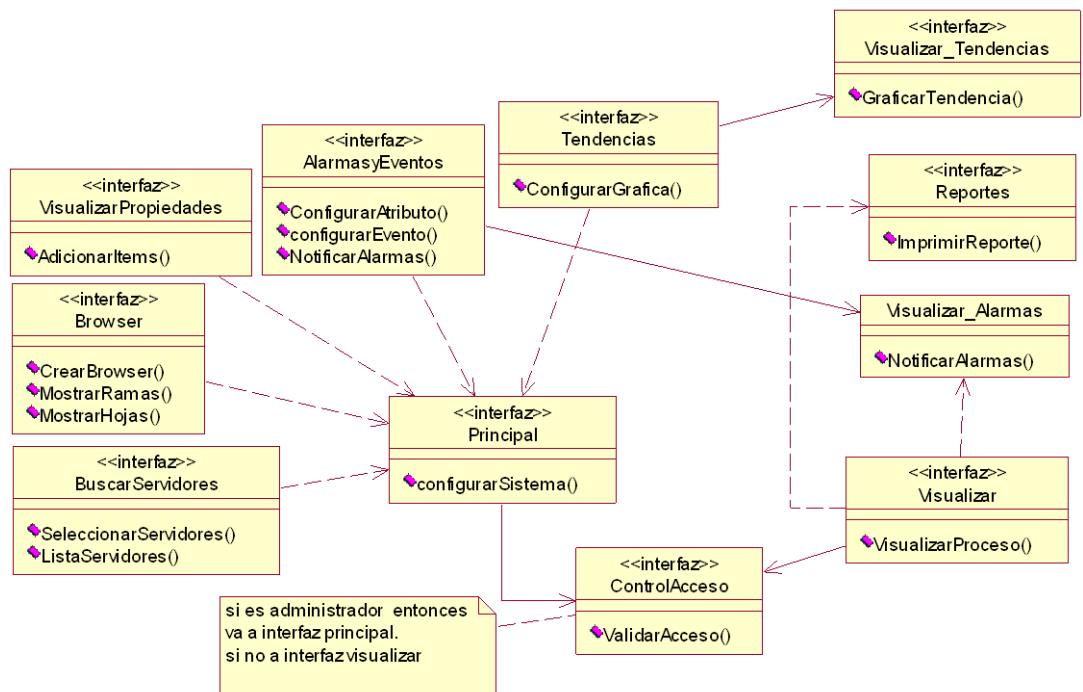 <<interfaz>>
Visualizar_Tendencias
GraficarTendencia()
<<interfaz>>
Tendencias
ConfigurarGrafica()
<<interfaz>>
AlarmasyEventos
ConfigurarAtributo()
configurarEvento()
NotificarAlarmas()
<<interfaz>>
VisualizarPropiedades
AdicionarItems()
<<interfaz>>
Reportes
ImprimirReporte()
<<interfaz>>
Browser
CrearBrowser()
MostrarRamas()
MostrarHojas()
Visualizar_Alarmas
NotificarAlarmas()
<<interfaz>>
Principal
configurarSistema()
<<interfaz>>
BuscarServidores
SeleccionarServidores()
ListaServidores()
<<interfaz>>
Visualizar
VisualizarProceso()
<<interfaz>>
ControlAcceso
ValidarAcceso()
si es administrador entonces
va a interfaz principal.
si no a interfaz visualizar